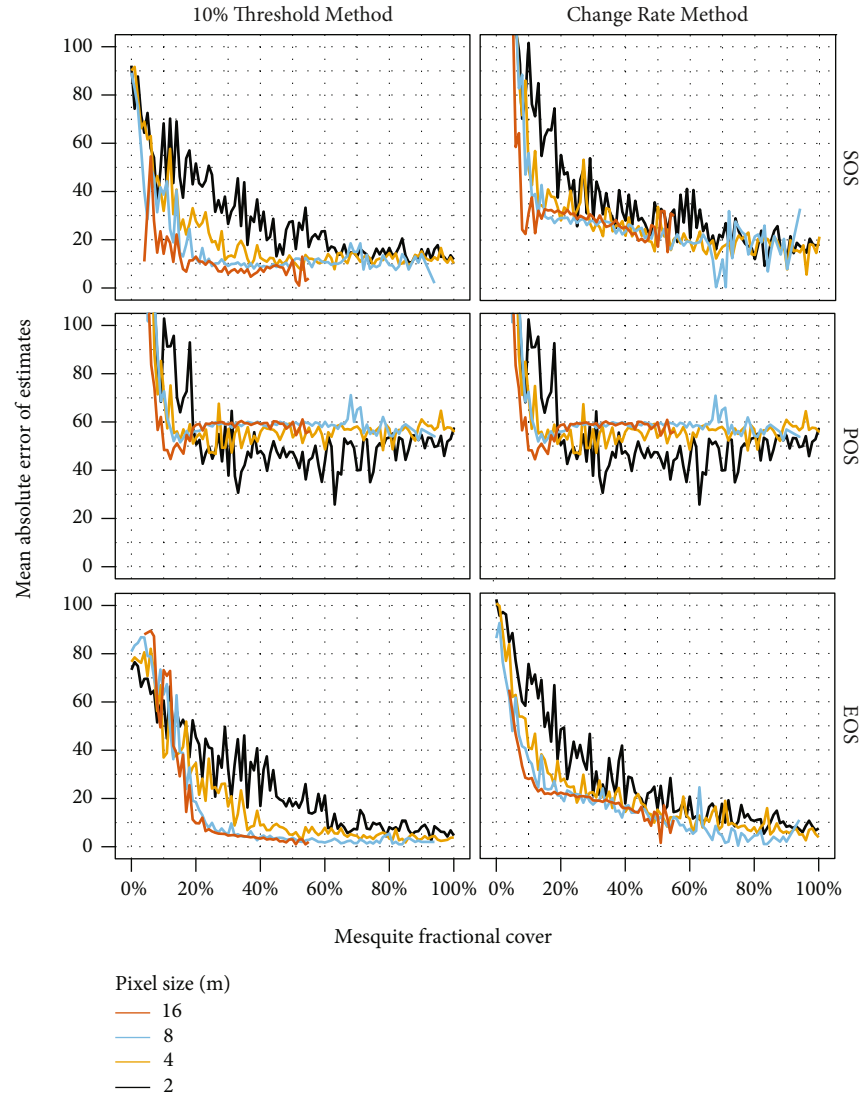 10% Threshold Method
Change Rate Method
Mean absolute error of estimates
100
80
60
40
20
0
SOS
100
80
60
40
20
0
POS
100
80
60
40
20
0
EOS
0% 20% 40% 60% 80% 100%
0% 20% 40% 60% 80% 100%
Mesquite fractional cover
Pixel size (m)
16
8
4
2